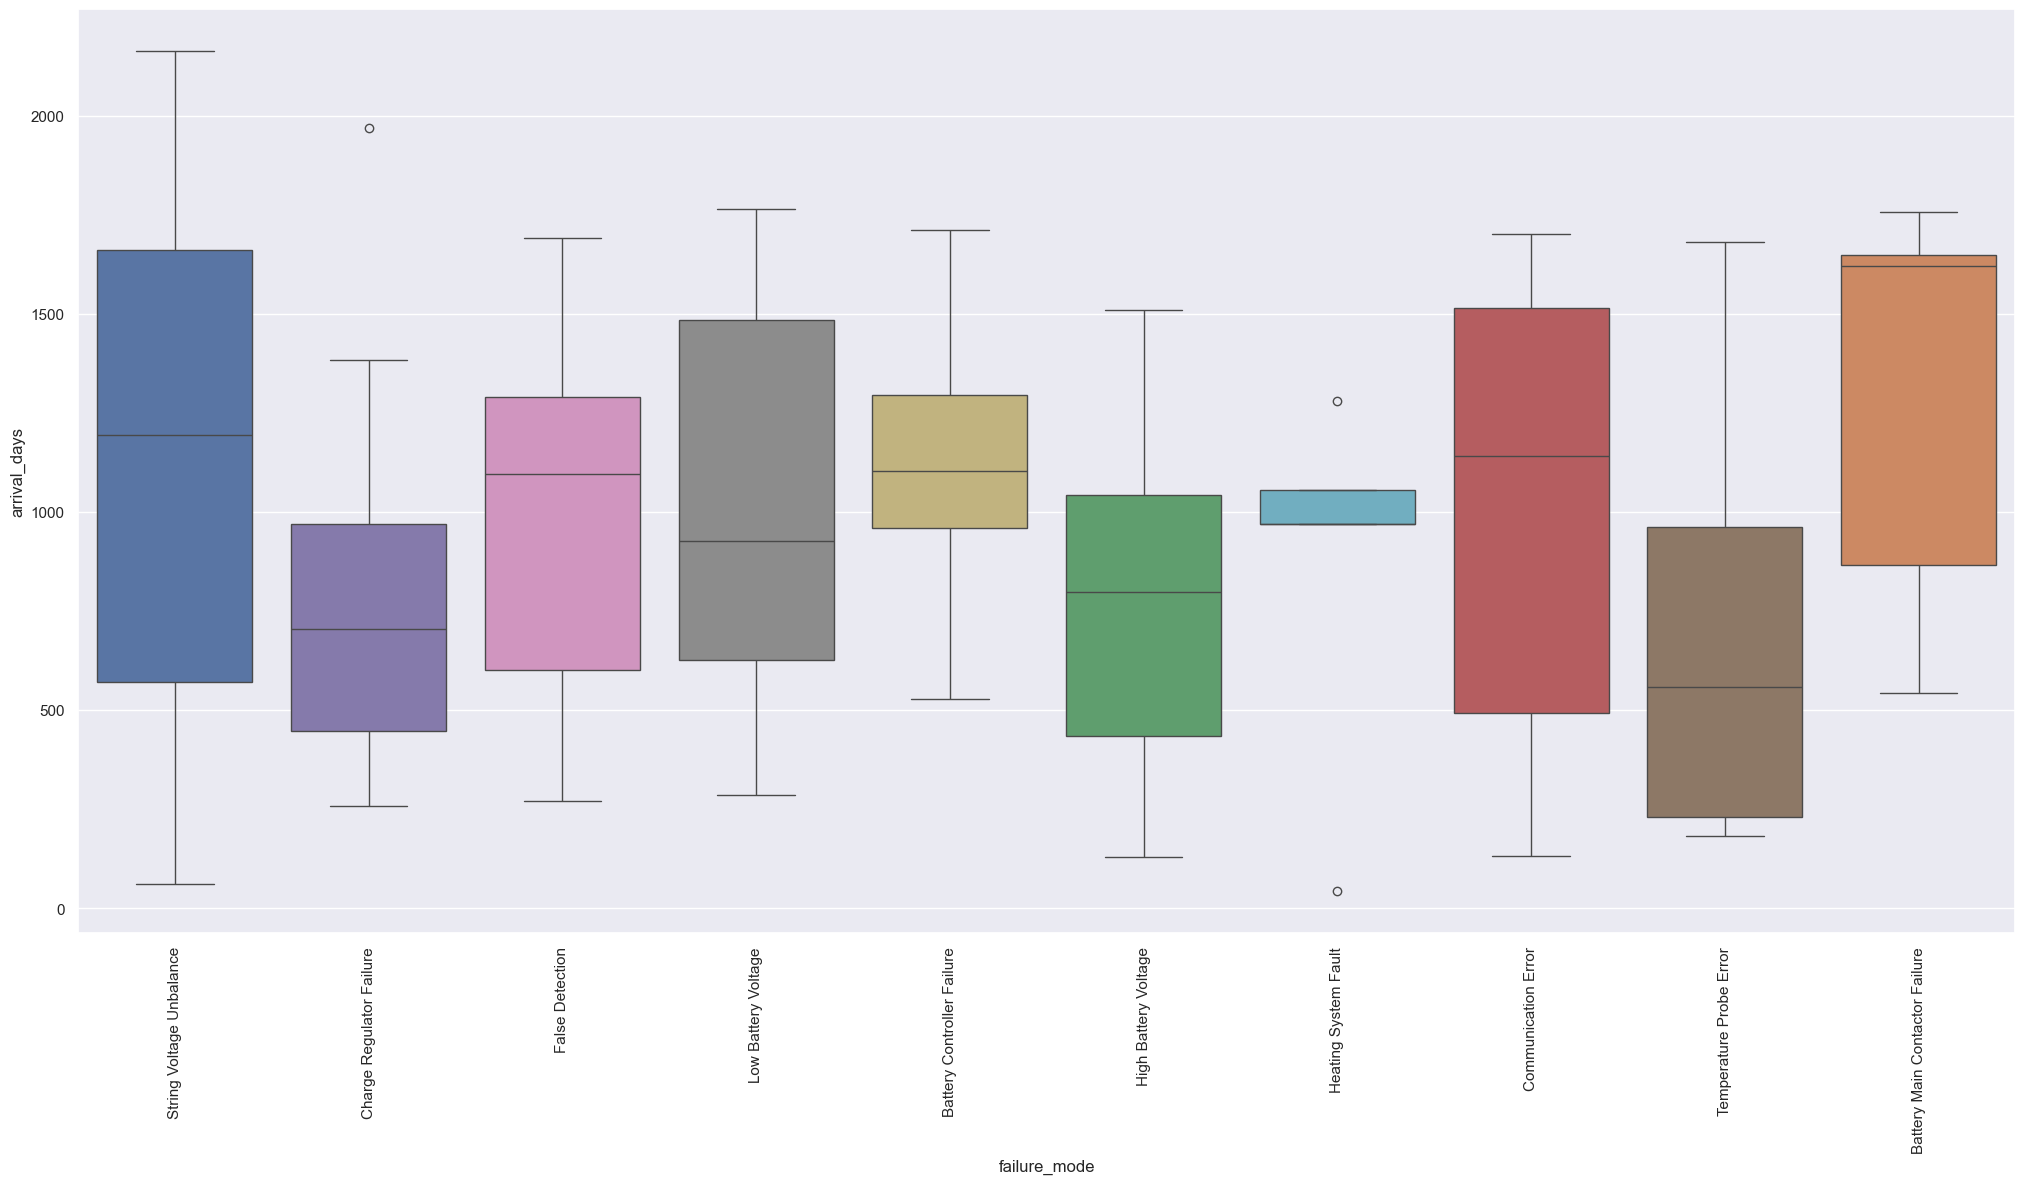 arrival_days
2000
1500
1000
500
0
String Voltage Unbalance
Charge Regulator Failure
False Detection
Low Battery Voltage
Battery Controller Failure
High Battery Voltage
Heating System Fault
Communication Error
Temperature Probe Error
Battery Main Contactor Failure
failure_mode